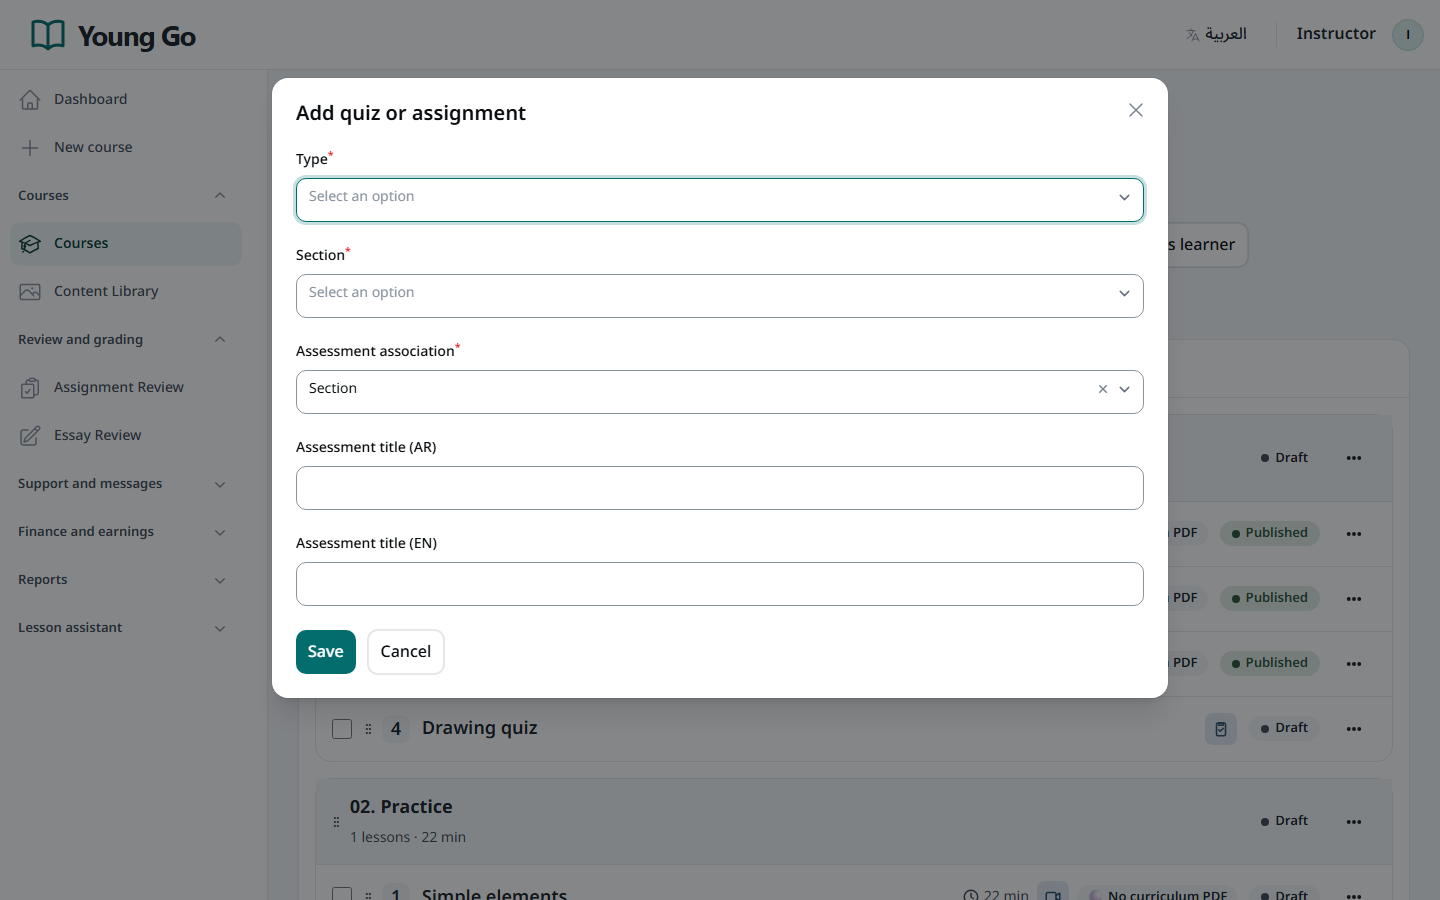 Young Go
العربية
Instructor
I
Dashboard
New course
Courses
Courses
Content Library
Review and grading
Assignment Review
Essay Review
Support and messages
Finance and earnings
Reports
Lesson assistant
Add quiz or assignment
Type*
Select an option
Section*
Select an option
Assessment association*
Section
Assessment title (AR)
Assessment title (EN)
Save
Cancel
s learner
Draft
PDF
Published
PDF
Published
PDF
Published
4
Drawing quiz
Draft
02. Practice
1 lessons · 22 min
Draft
1
Simple elements
22 min
No curriculum PDF
Draft